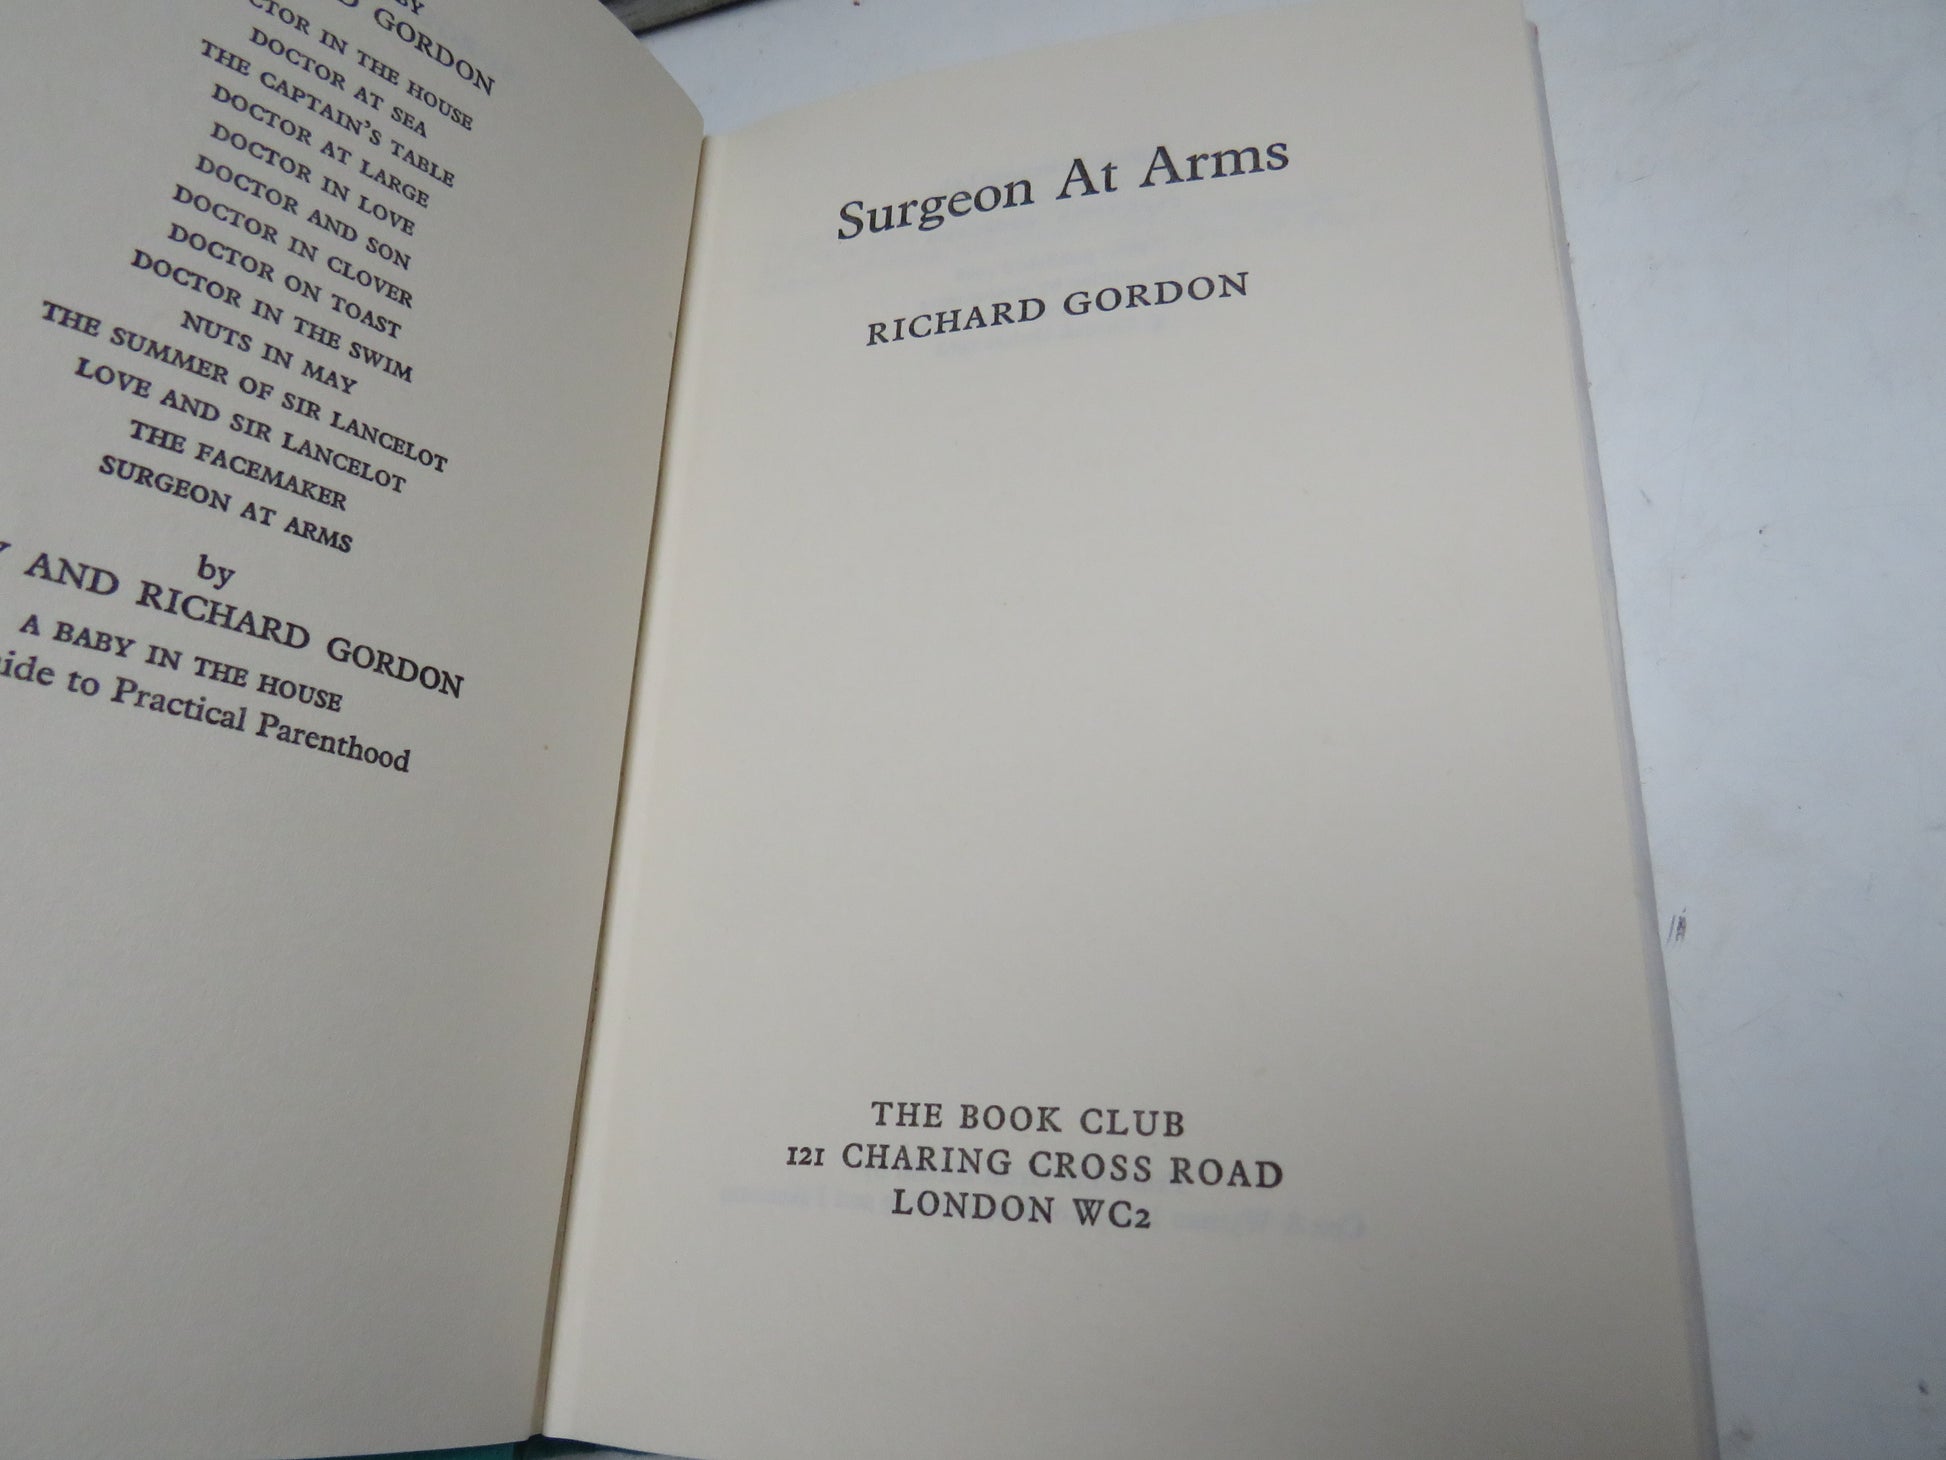 BY
GORDON
DOCTOR IN THE HOUSE
DOCTOR AT SEA
THE CAPTAIN'S TABLE
DOCTOR AT LARGE
DOCTOR IN LOVE
DOCTOR AND SON
DOCTOR IN CLOVER
DOCTOR ON TOAST
DOCTOR IN THE SWIM
NUTS IN MAY
THE SUMMER OF SIR LANCELOT
LOVE AND SIR LANCELOT
THE FACEMAKER
SURGEON AT ARMS
by
AND RICHARD GORDON
A BABY IN THE HOUSE
to Practical Parenthood
Surgeon At Arms
RICHARD GORDON
THE BOOK CLUB
121 CHARING CROSS ROAD
LONDON WC2